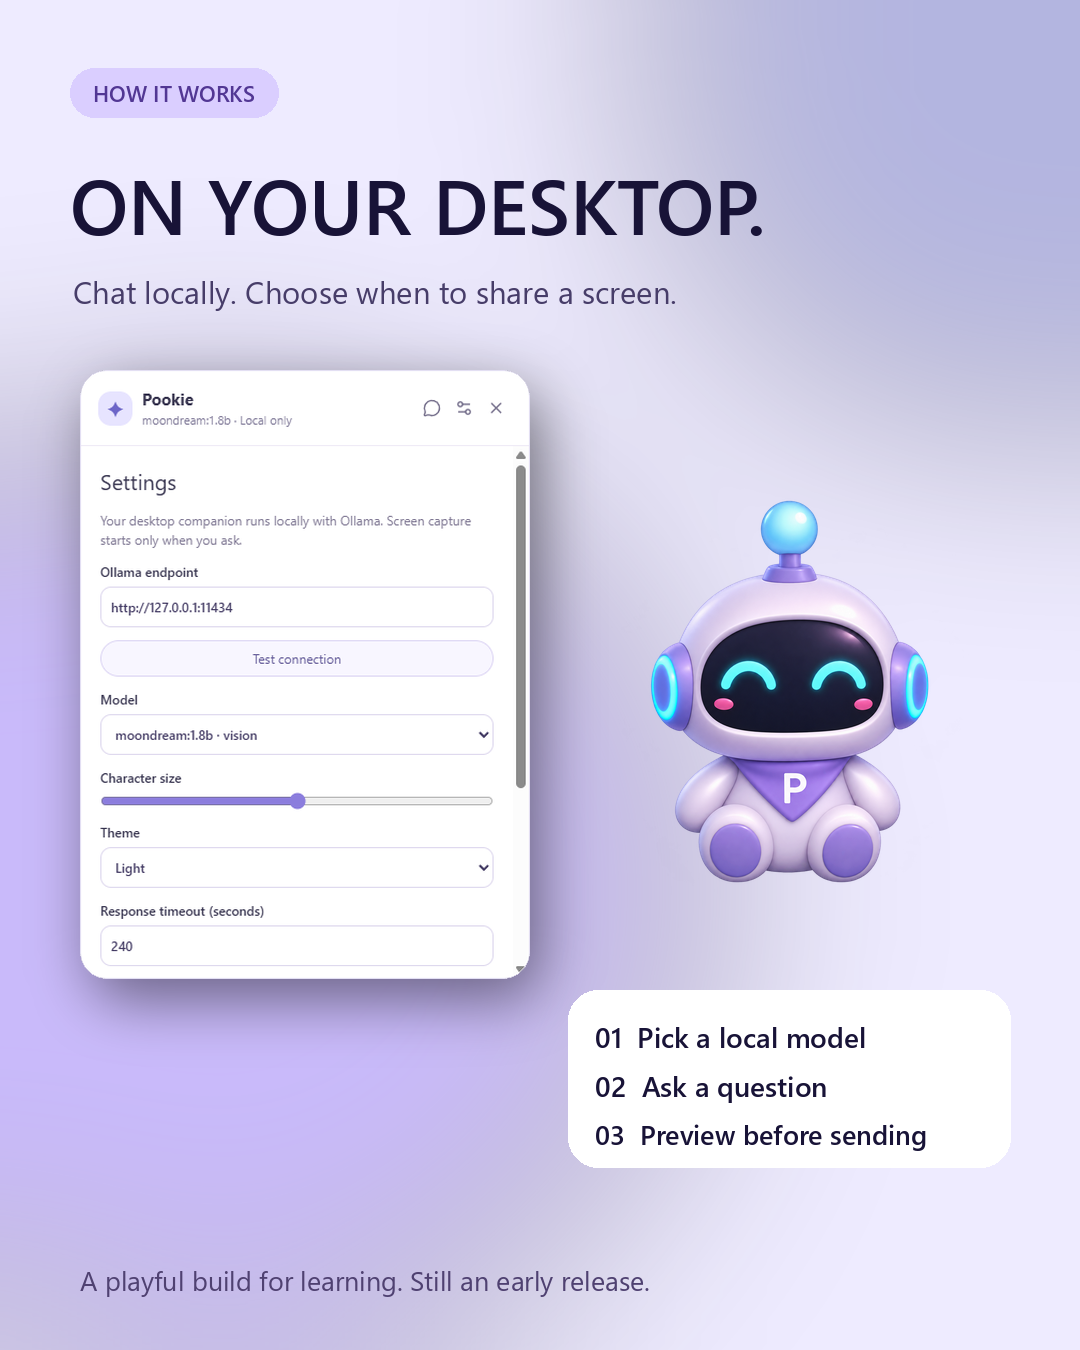 HOW IT WORKS
ON YOUR DESKTOP.
Chat locally. Choose when to share a screen.
Pookie
moondream:1.8b · Local only
Settings
Your desktop companion runs locally with Ollama. Screen capture
starts only when you ask.
Ollama endpoint
http://127.0.0.1:11434
Test connection
Model
moondream:1.8b · vision
Character size
Theme
Light
Response timeout (seconds)
240
P
01 Pick a local model
02 Ask a question
03 Preview before sending
A playful build for learning. Still an early release.